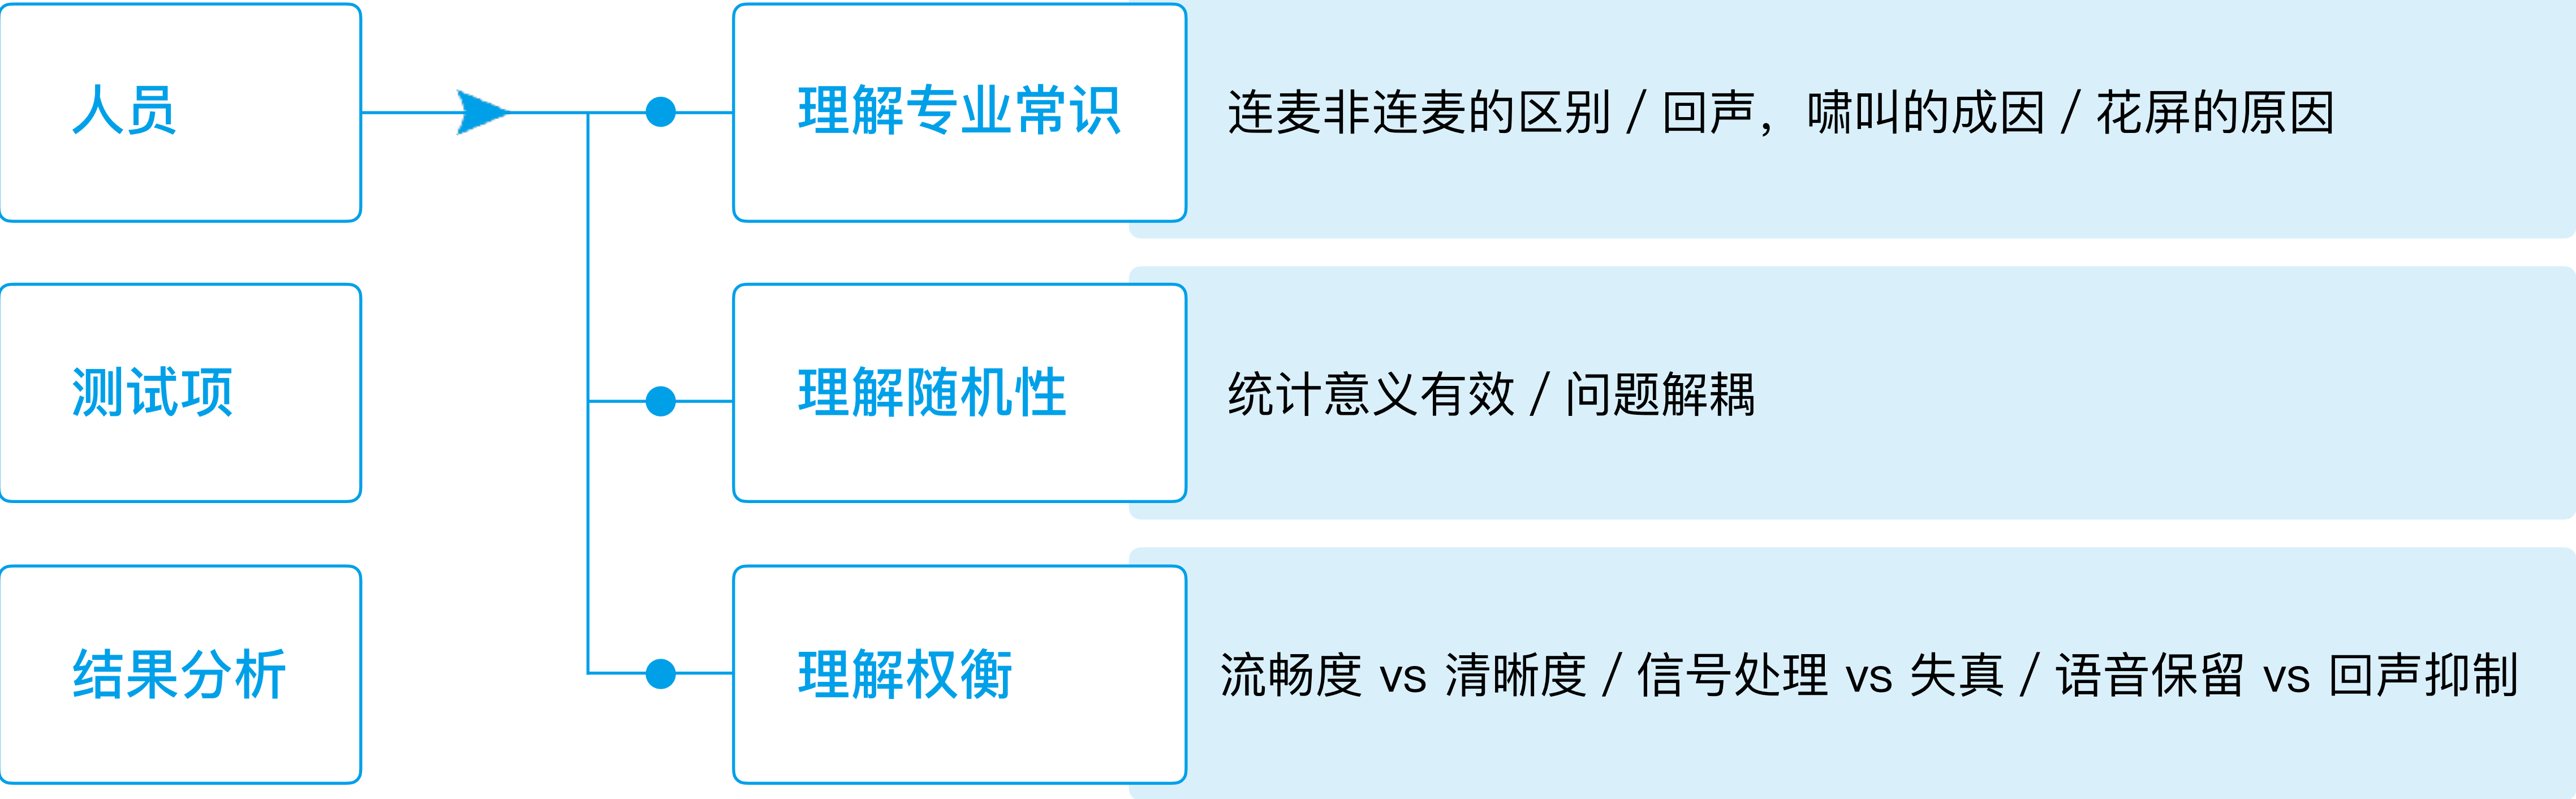 人员
理解专业常识
连麦非连麦的区别 / 回声，啸叫的成因 / 花屏的原因
测试项
理解随机性
统计意义有效 / 问题解耦
结果分析
理解权衡
流畅度 vs 清晰度 / 信号处理 vs 失真 / 语音保留 vs 回声抑制